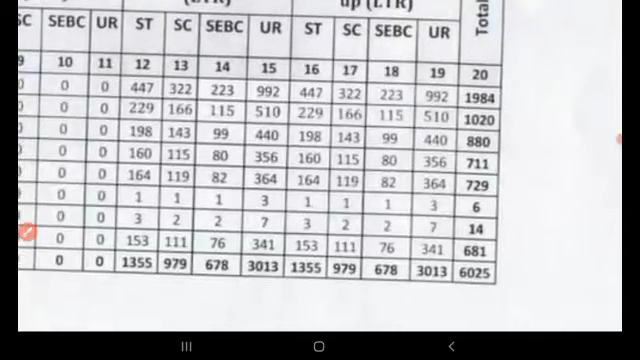 (LTR) up (LTR)
SC SEBC UR ST SC SEBC UR ST SC SEBC UR Total
9 10 11 12 13 14 15 16 17 18 19 20
0 0 0 447 322 223 992 447 322 223 992 1984
0 0 0 229 166 115 510 229 166 115 510 1020
0 0 0 198 143 99 440 198 143 99 440 880
0 0 0 160 115 80 356 160 115 80 356 711
0 0 0 164 119 82 364 164 119 82 364 729
0 0 0 1 1 1 3 1 1 1 3 6
0 0 3 2 2 7 3 2 2 7 14
0 0 153 111 76 341 153 111 76 341 681
0 0 1355 979 678 3013 1355 979 678 3013 6025